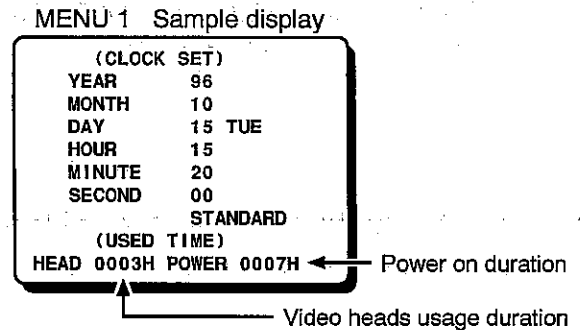 MENU 1 Sample display
(CLOCK SET)
YEAR 96
MONTH 10
DAY 15 TUE
HOUR 15
MINUTE 20
SECOND 00
STANDARD
(USED TIME)
HEAD 0003H POWER 0007H
Power on duration
Video heads usage duration